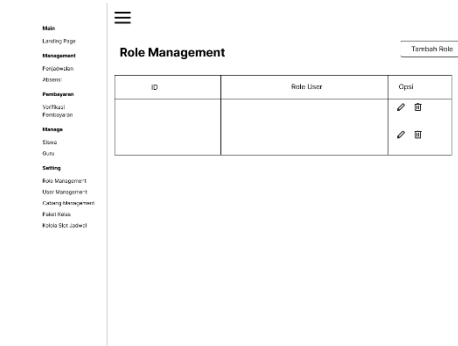 Main
Landing Page
Management
Penjadwalan
Absensi
Pembayaran
Verifikasi
Pembayaran
Manage
Siswa
Guru
Setting
Role Management
User Management
Cabang Management
Paket Kelas
Kelola Slot Jadwal
Role Management
Tambah Role
ID
Role User
Opsi